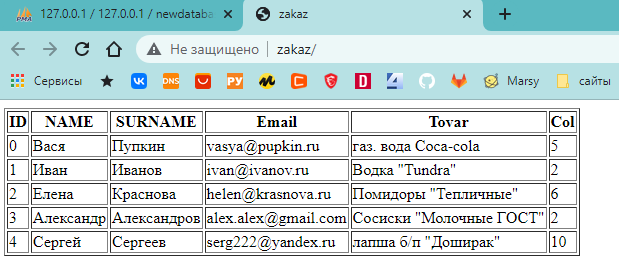 127.0.0.1 / 127.0.0.1 / newdataba
zakaz
Не защищено | zakaz/
Сервисы DNS РУ Marsy сайты
ID NAME SURNAME Email Tovar Col
0 Вася Пупкин vasya@pupkin.ru газ. вода Coca-cola 5
1 Иван Иванов ivan@ivanov.ru Водка "Tundra" 2
2 Елена Краснова helen@krasnova.ru Помидоры "Тепличные" 6
3 Александр Александров alex.alex@gmail.com Сосиски "Молочные ГОСТ" 2
4 Сергей Сергеев serg222@yandex.ru лапша б/п "Доширак" 10